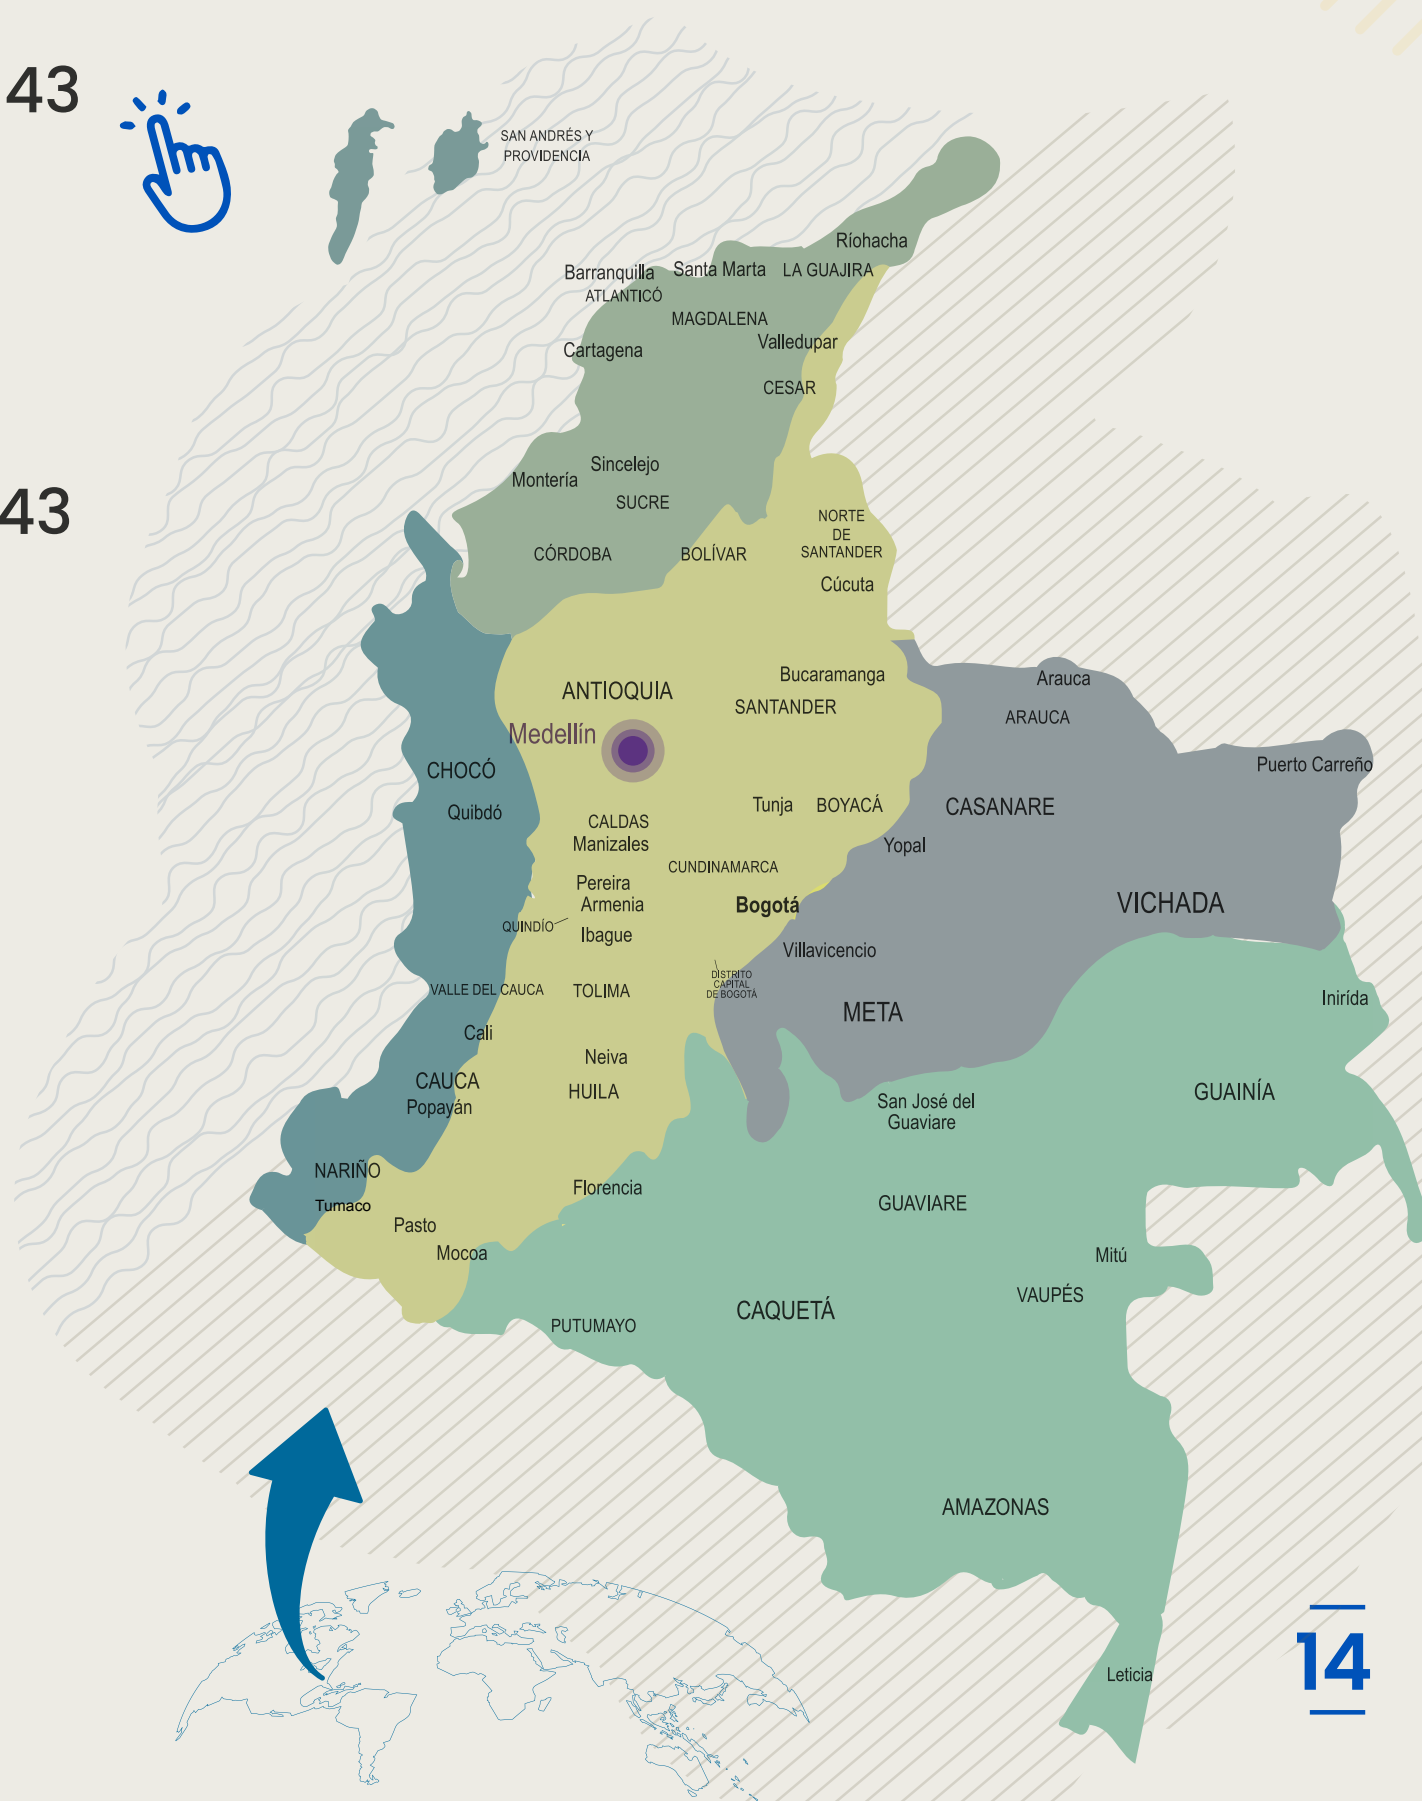 43
SAN ANDRÉS Y
PROVIDENCIA
Ríohacha
Barranquilla
Santa Marta
LA GUAJIRA
ATLANTICÓ
MAGDALENA
Valledupar
Cartagena
CESAR
Sincelejo
Montería
SUCRE
43
NORTE
DE
SANTANDER
CÓRDOBA
BOLÍVAR
Cúcuta
Bucaramanga
Arauca
ANTIOQUIA
SANTANDER
ARAUCA
Medellín
Puerto Carreño
CHOCÓ
Quibdó
Tunja
BOYACÁ
CASANARE
CALDAS
Manizales
Yopal
CUNDINAMARCA
Pereira
Armenia
Bogotá
VICHADA
QUINDÍO
Ibague
Villavicencio
DISTRITO
CAPITAL
DE BOGOTÁ
VALLE DEL CAUCA
TOLIMA
Inirída
META
Cali
Neiva
CAUCA
HUILA
GUAINÍA
Popayán
San José del
Guaviare
NARIÑO
Florencia
Tumaco
GUAVIARE
Pasto
Mocoa
Mitú
VAUPÉS
CAQUETÁ
PUTUMAYO
AMAZONAS
14
Leticia